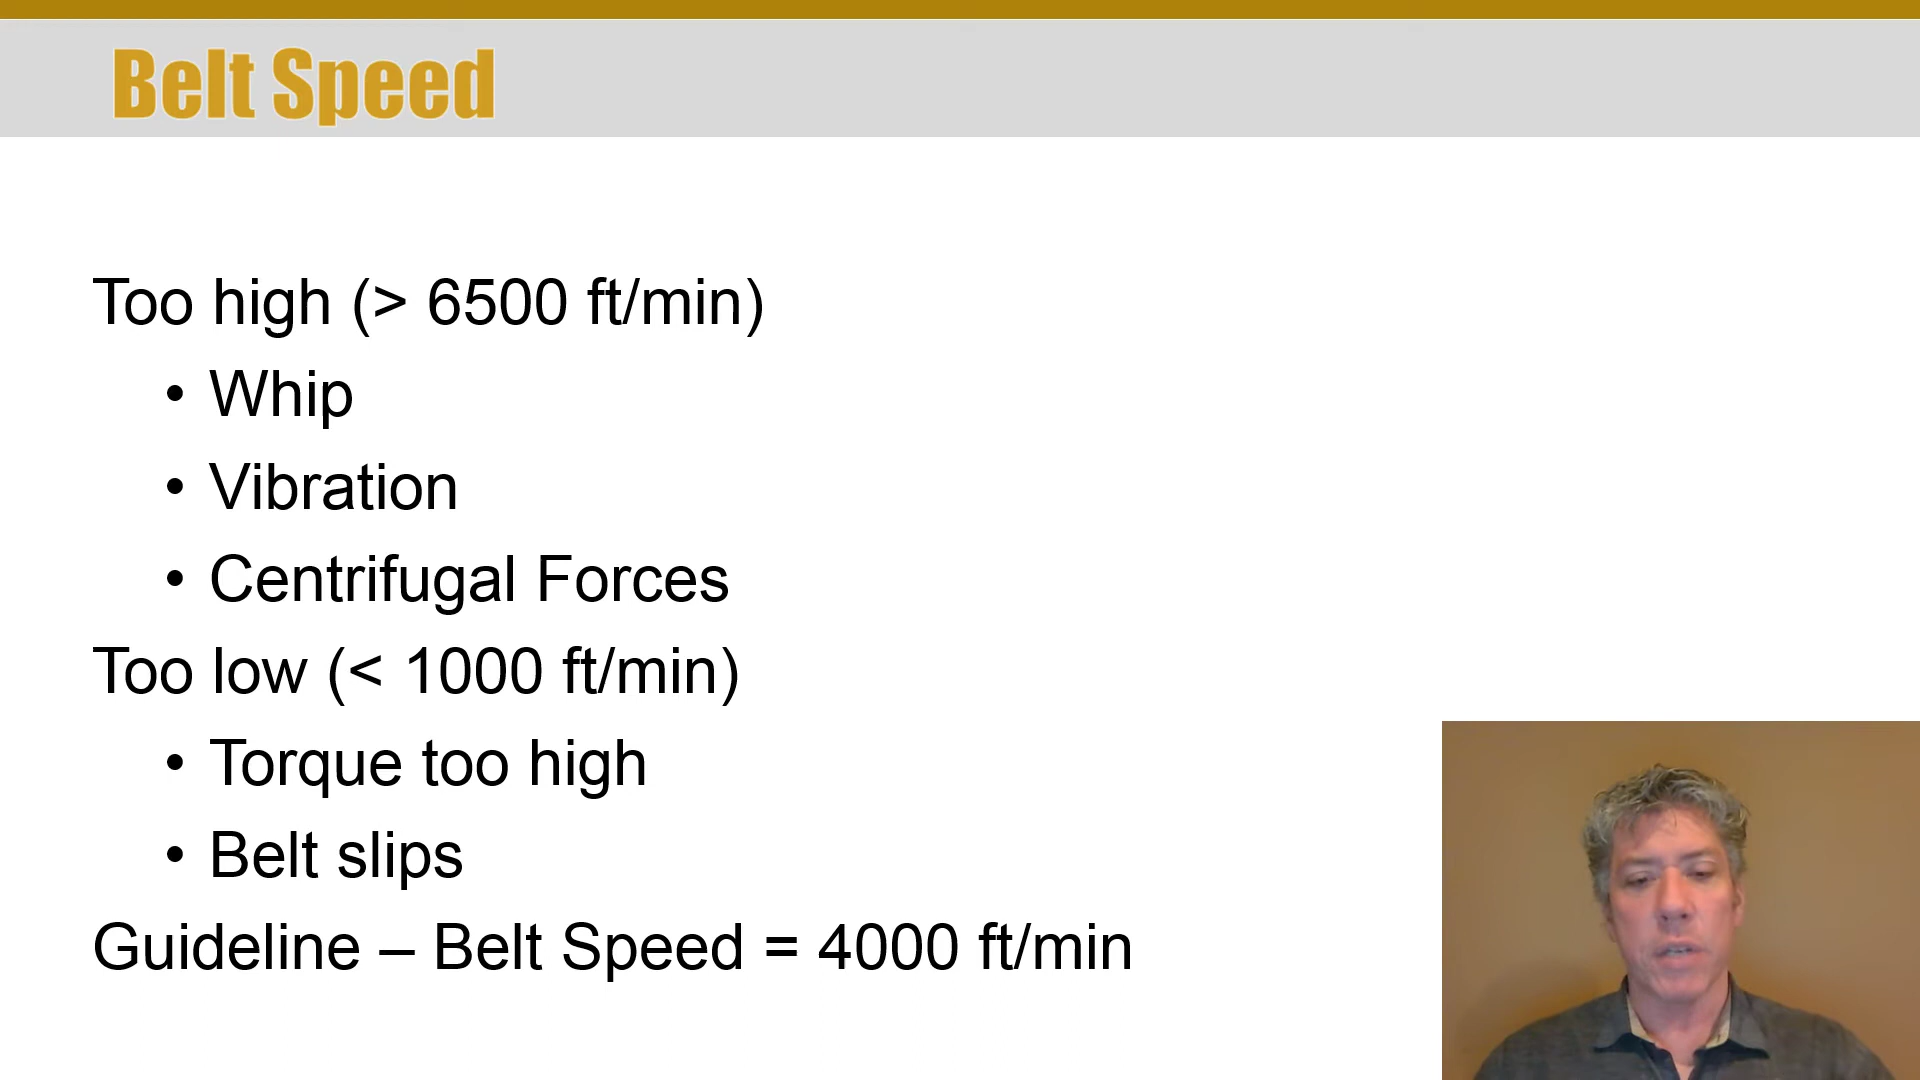 Belt Speed
Too high (> 6500 ft/min)
• Whip
• Vibration
• Centrifugal Forces
Too low (< 1000 ft/min)
• Torque too high
• Belt slips
Guideline – Belt Speed = 4000 ft/min